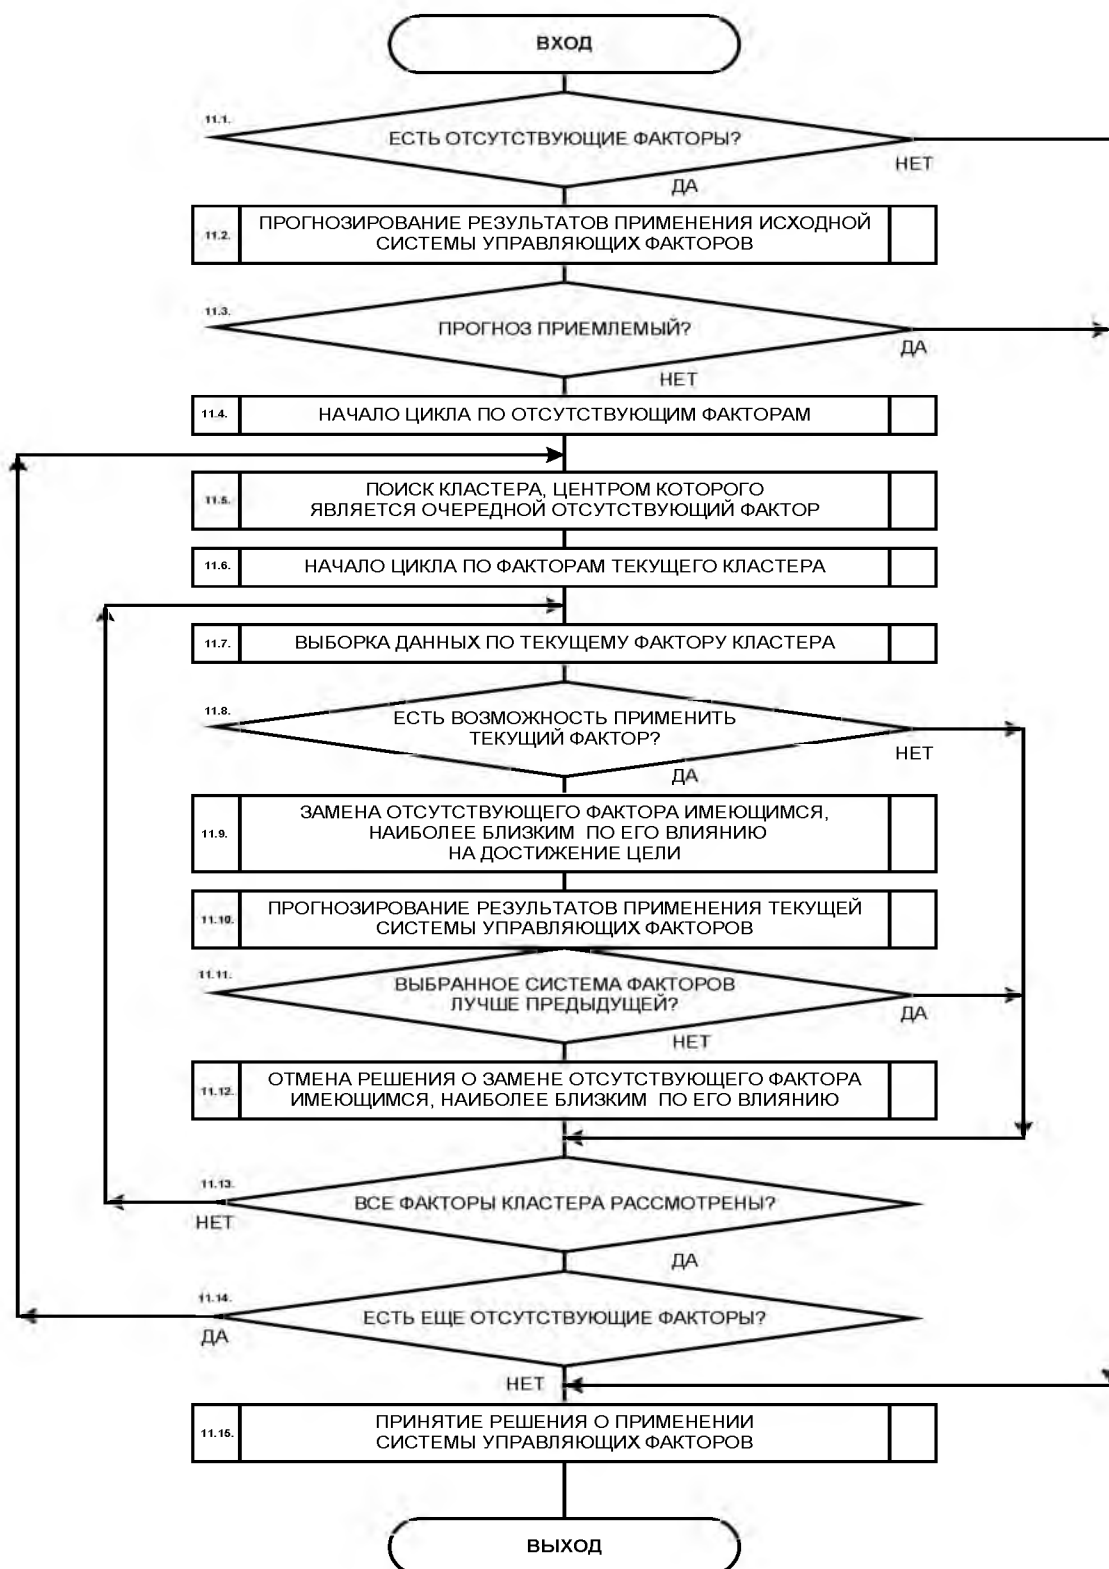 ВХОД
11.1.
ЕСТЬ ОТСУТСТВУЮЩИЕ ФАКТОРЫ?
НЕТ
ДА
11.2.
ПРОГНОЗИРОВАНИЕ РЕЗУЛЬТАТОВ ПРИМЕНЕНИЯ ИСХОДНОЙ
СИСТЕМЫ УПРАВЛЯЮЩИХ ФАКТОРОВ
11.3.
ПРОГНОЗ ПРИЕМЛЕМЫЙ?
ДА
НЕТ
11.4.
НАЧАЛО ЦИКЛА ПО ОТСУТСТВУЮЩИМ ФАКТОРАМ
11.5.
ПОИСК КЛАСТЕРА, ЦЕНТРОМ КОТОРОГО
ЯВЛЯЕТСЯ ОЧЕРЕДНОЙ ОТСУТСТВУЮЩИЙ ФАКТОР
11.6.
НАЧАЛО ЦИКЛА ПО ФАКТОРАМ ТЕКУЩЕГО КЛАСТЕРА
11.7.
ВЫБОРКА ДАННЫХ ПО ТЕКУЩЕМУ ФАКТОРУ КЛАСТЕРА
11.8.
ЕСТЬ ВОЗМОЖНОСТЬ ПРИМЕНИТЬ
ТЕКУЩИЙ ФАКТОР?
НЕТ
ДА
11.9.
ЗАМЕНА ОТСУТСТВУЮЩЕГО ФАКТОРА ИМЕЮЩИМСЯ,
НАИБОЛЕЕ БЛИЗКИМ ПО ЕГО ВЛИЯНИЮ
НА ДОСТИЖЕНИЕ ЦЕЛИ
11.10.
ПРОГНОЗИРОВАНИЕ РЕЗУЛЬТАТОВ ПРИМЕНЕНИЯ ТЕКУЩЕЙ
СИСТЕМЫ УПРАВЛЯЮЩИХ ФАКТОРОВ
11.11.
ВЫБРАННОЕ СИСТЕМА ФАКТОРОВ
ЛУЧШЕ ПРЕДЫДУЩЕЙ?
ДА
НЕТ
11.12.
ОТМЕНА РЕШЕНИЯ О ЗАМЕНЕ ОТСУТСТВУЮЩЕГО ФАКТОРА
ИМЕЮЩИМСЯ, НАИБОЛЕЕ БЛИЗКИМ ПО ЕГО ВЛИЯНИЮ
11.13.
ВСЕ ФАКТОРЫ КЛАСТЕРА РАССМОТРЕНЫ?
НЕТ
ДА
11.14.
ЕСТЬ ЕЩЕ ОТСУТСТВУЮЩИЕ ФАКТОРЫ?
ДА
НЕТ
11.15.
ПРИНЯТИЕ РЕШЕНИЯ О ПРИМЕНЕНИИ
СИСТЕМЫ УПРАВЛЯЮЩИХ ФАКТОРОВ
ВЫХОД